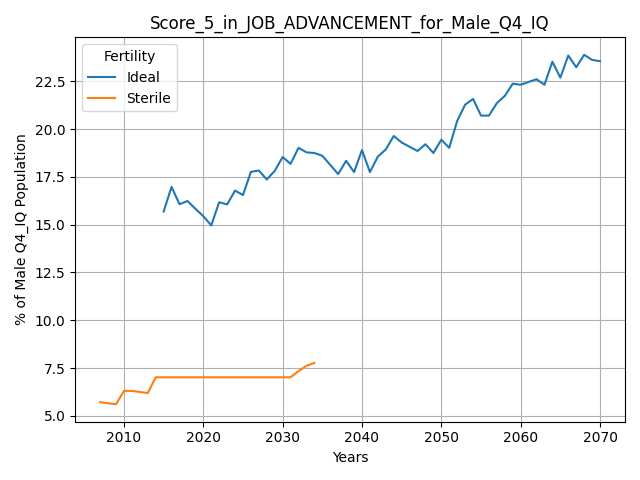 Score_5_in_JOB_ADVANCEMENT_for_Male_Q4_IQ
Fertility
Ideal
Sterile
% of Male Q4_IQ Population
22.5
20.0
17.5
15.0
12.5
10.0
7.5
5.0
2010 2020 2030 2040 2050 2060 2070
Years